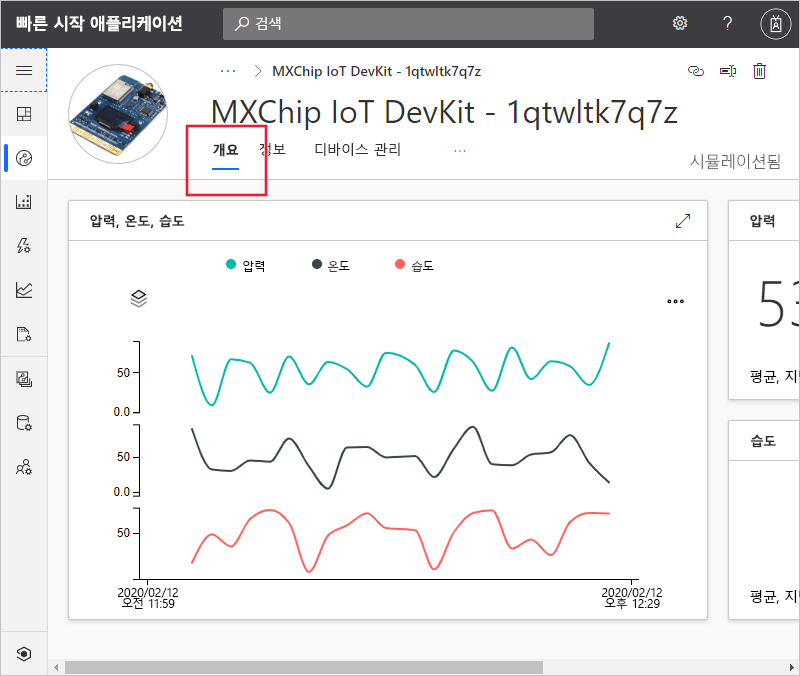 빠른 시작 애플리케이션
검색
?
... > MXChip IoT DevKit - 1qtwltk7q7z
MXChip IoT DevKit - 1qtwltk7q7z
개요 정보 디바이스 관리 ...
시뮬레이션됨
압력, 온도, 습도
압력 온도 습도
50
0.0
50
0.0
50
2020/02/12
오전 11:59
2020/02/12
오후 12:29
압력
53
평균,
습도
평균,